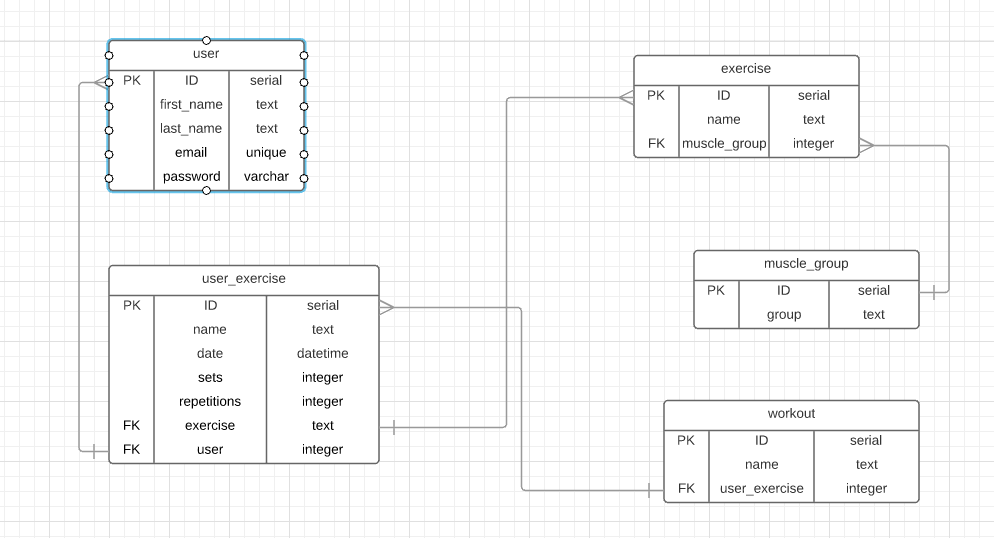 user
PK ID serial
first_name text
last_name text
email unique
password varchar
exercise
PK ID serial
name text
FK muscle_group integer
user_exercise
PK ID serial
name text
date datetime
sets integer
repetitions integer
FK exercise text
FK user integer
muscle_group
PK ID serial
group text
workout
PK ID serial
name text
FK user_exercise integer